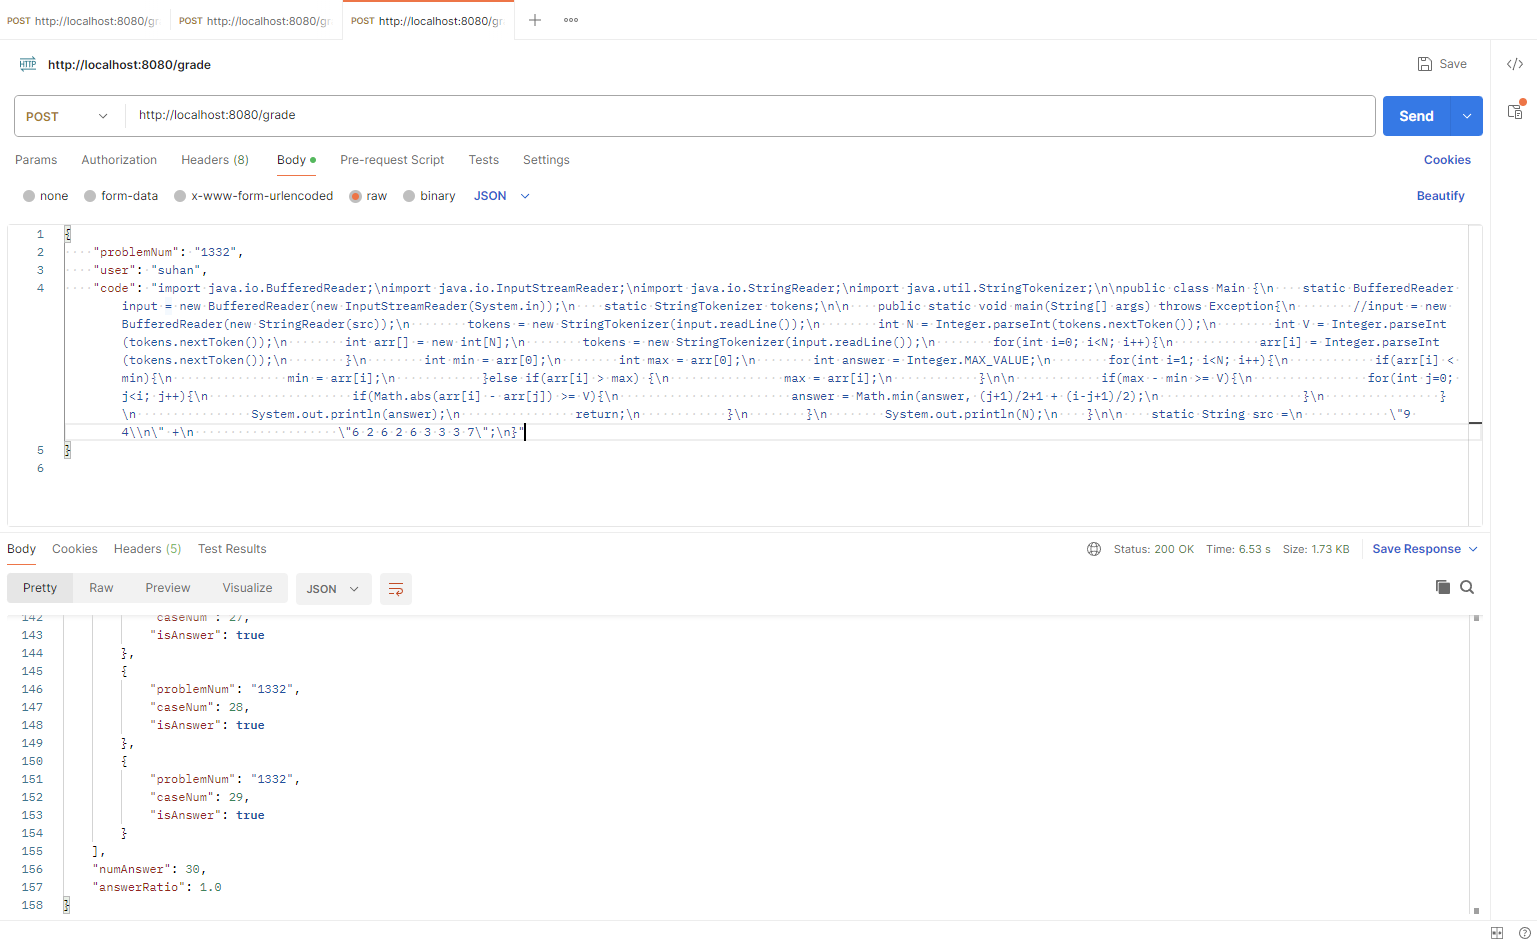 POST http://localhost:8080/gr POST http://localhost:8080/gr POST http://localhost:8080/gr
HTTP http://localhost:8080/grade Save
POST http://localhost:8080/grade Send
Params Authorization Headers (8) Body Pre-request Script Tests Settings Cookies
none form-data x-www-form-urlencoded raw binary JSON Beautify
1 {
2 "problemNum": "1332",
3 "user": "suhan",
4 "code": "import java.io.BufferedReader;\nimport java.io.InputStreamReader;\nimport java.io.StringReader;\nimport java.util.StringTokenizer;\n\npublic class Main {\n    static BufferedReader
input = new BufferedReader(new InputStreamReader(System.in));\n    static StringTokenizer tokens;\n\n    public static void main(String[] args) throws Exception{\n        //input = new
BufferedReader(new StringReader(src));\n        tokens = new StringTokenizer(input.readLine());\n        int N = Integer.parseInt(tokens.nextToken());\n        int V = Integer.parseInt
(tokens.nextToken());\n        int arr[] = new int[N];\n        tokens = new StringTokenizer(input.readLine());\n        for(int i=0; i<N; i++){\n            arr[i] = Integer.parseInt
(tokens.nextToken());\n        }\n        int min = arr[0];\n        int max = arr[0];\n        int answer = Integer.MAX_VALUE;\n        for(int i=1; i<N; i++){\n            if(arr[i] <
min){\n                min = arr[i];\n            }else if(arr[i] > max) {\n                max = arr[i];\n            }\n\n            if(max - min >= V){\n                for(int j=0;
j<i; j++){\n                    if(Math.abs(arr[i] - arr[j]) >= V){\n                        answer = Math.min(answer, (j+1)/2+1 + (i-j+1)/2);\n                    }\n                }
\n                System.out.println(answer);\n                return;\n            }\n        }\n        System.out.println(N);\n    }\n\n    static String src =\n            \"9
4\\n\" +\n                    \"6 2 6 2 6 3 3 3 7\";\n}"
5 }
6
Body Cookies Headers (5) Test Results Status: 200 OK Time: 6.53 s Size: 1.73 KB Save Response
Pretty Raw Preview Visualize JSON
142 "caseNum": 27,
143 "isAnswer": true
144 },
145 {
146 "problemNum": "1332",
147 "caseNum": 28,
148 "isAnswer": true
149 },
150 {
151 "problemNum": "1332",
152 "caseNum": 29,
153 "isAnswer": true
154 }
155 ],
156 "numAnswer": 30,
157 "answerRatio": 1.0
158 }